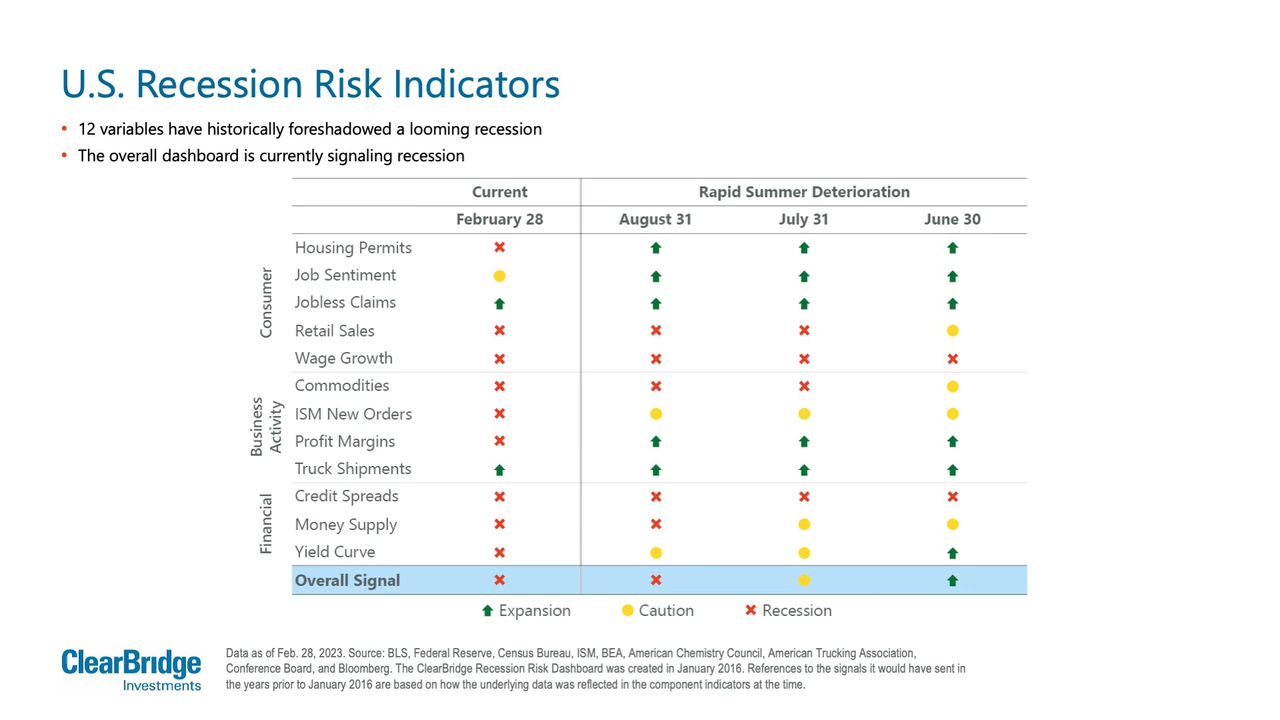 U.S. Recession Risk Indicators
• 12 variables have historically foreshadowed a looming recession
• The overall dashboard is currently signaling recession
Current Rapid Summer Deterioration
February 28 August 31 July 31 June 30
Consumer
Housing Permits
Job Sentiment
Jobless Claims
Retail Sales
Wage Growth
Business
Activity
Commodities
ISM New Orders
Profit Margins
Truck Shipments
Financial
Credit Spreads
Money Supply
Yield Curve
Overall Signal
Expansion Caution Recession
ClearBridge
Investments
Data as of Feb. 28, 2023. Source: BLS, Federal Reserve, Census Bureau, ISM, BEA, American Chemistry Council, American Trucking Association,
Conference Board, and Bloomberg. The ClearBridge Recession Risk Dashboard was created in January 2016. References to the signals it would have sent in
the years prior to January 2016 are based on how the underlying data was reflected in the component indicators at the time.